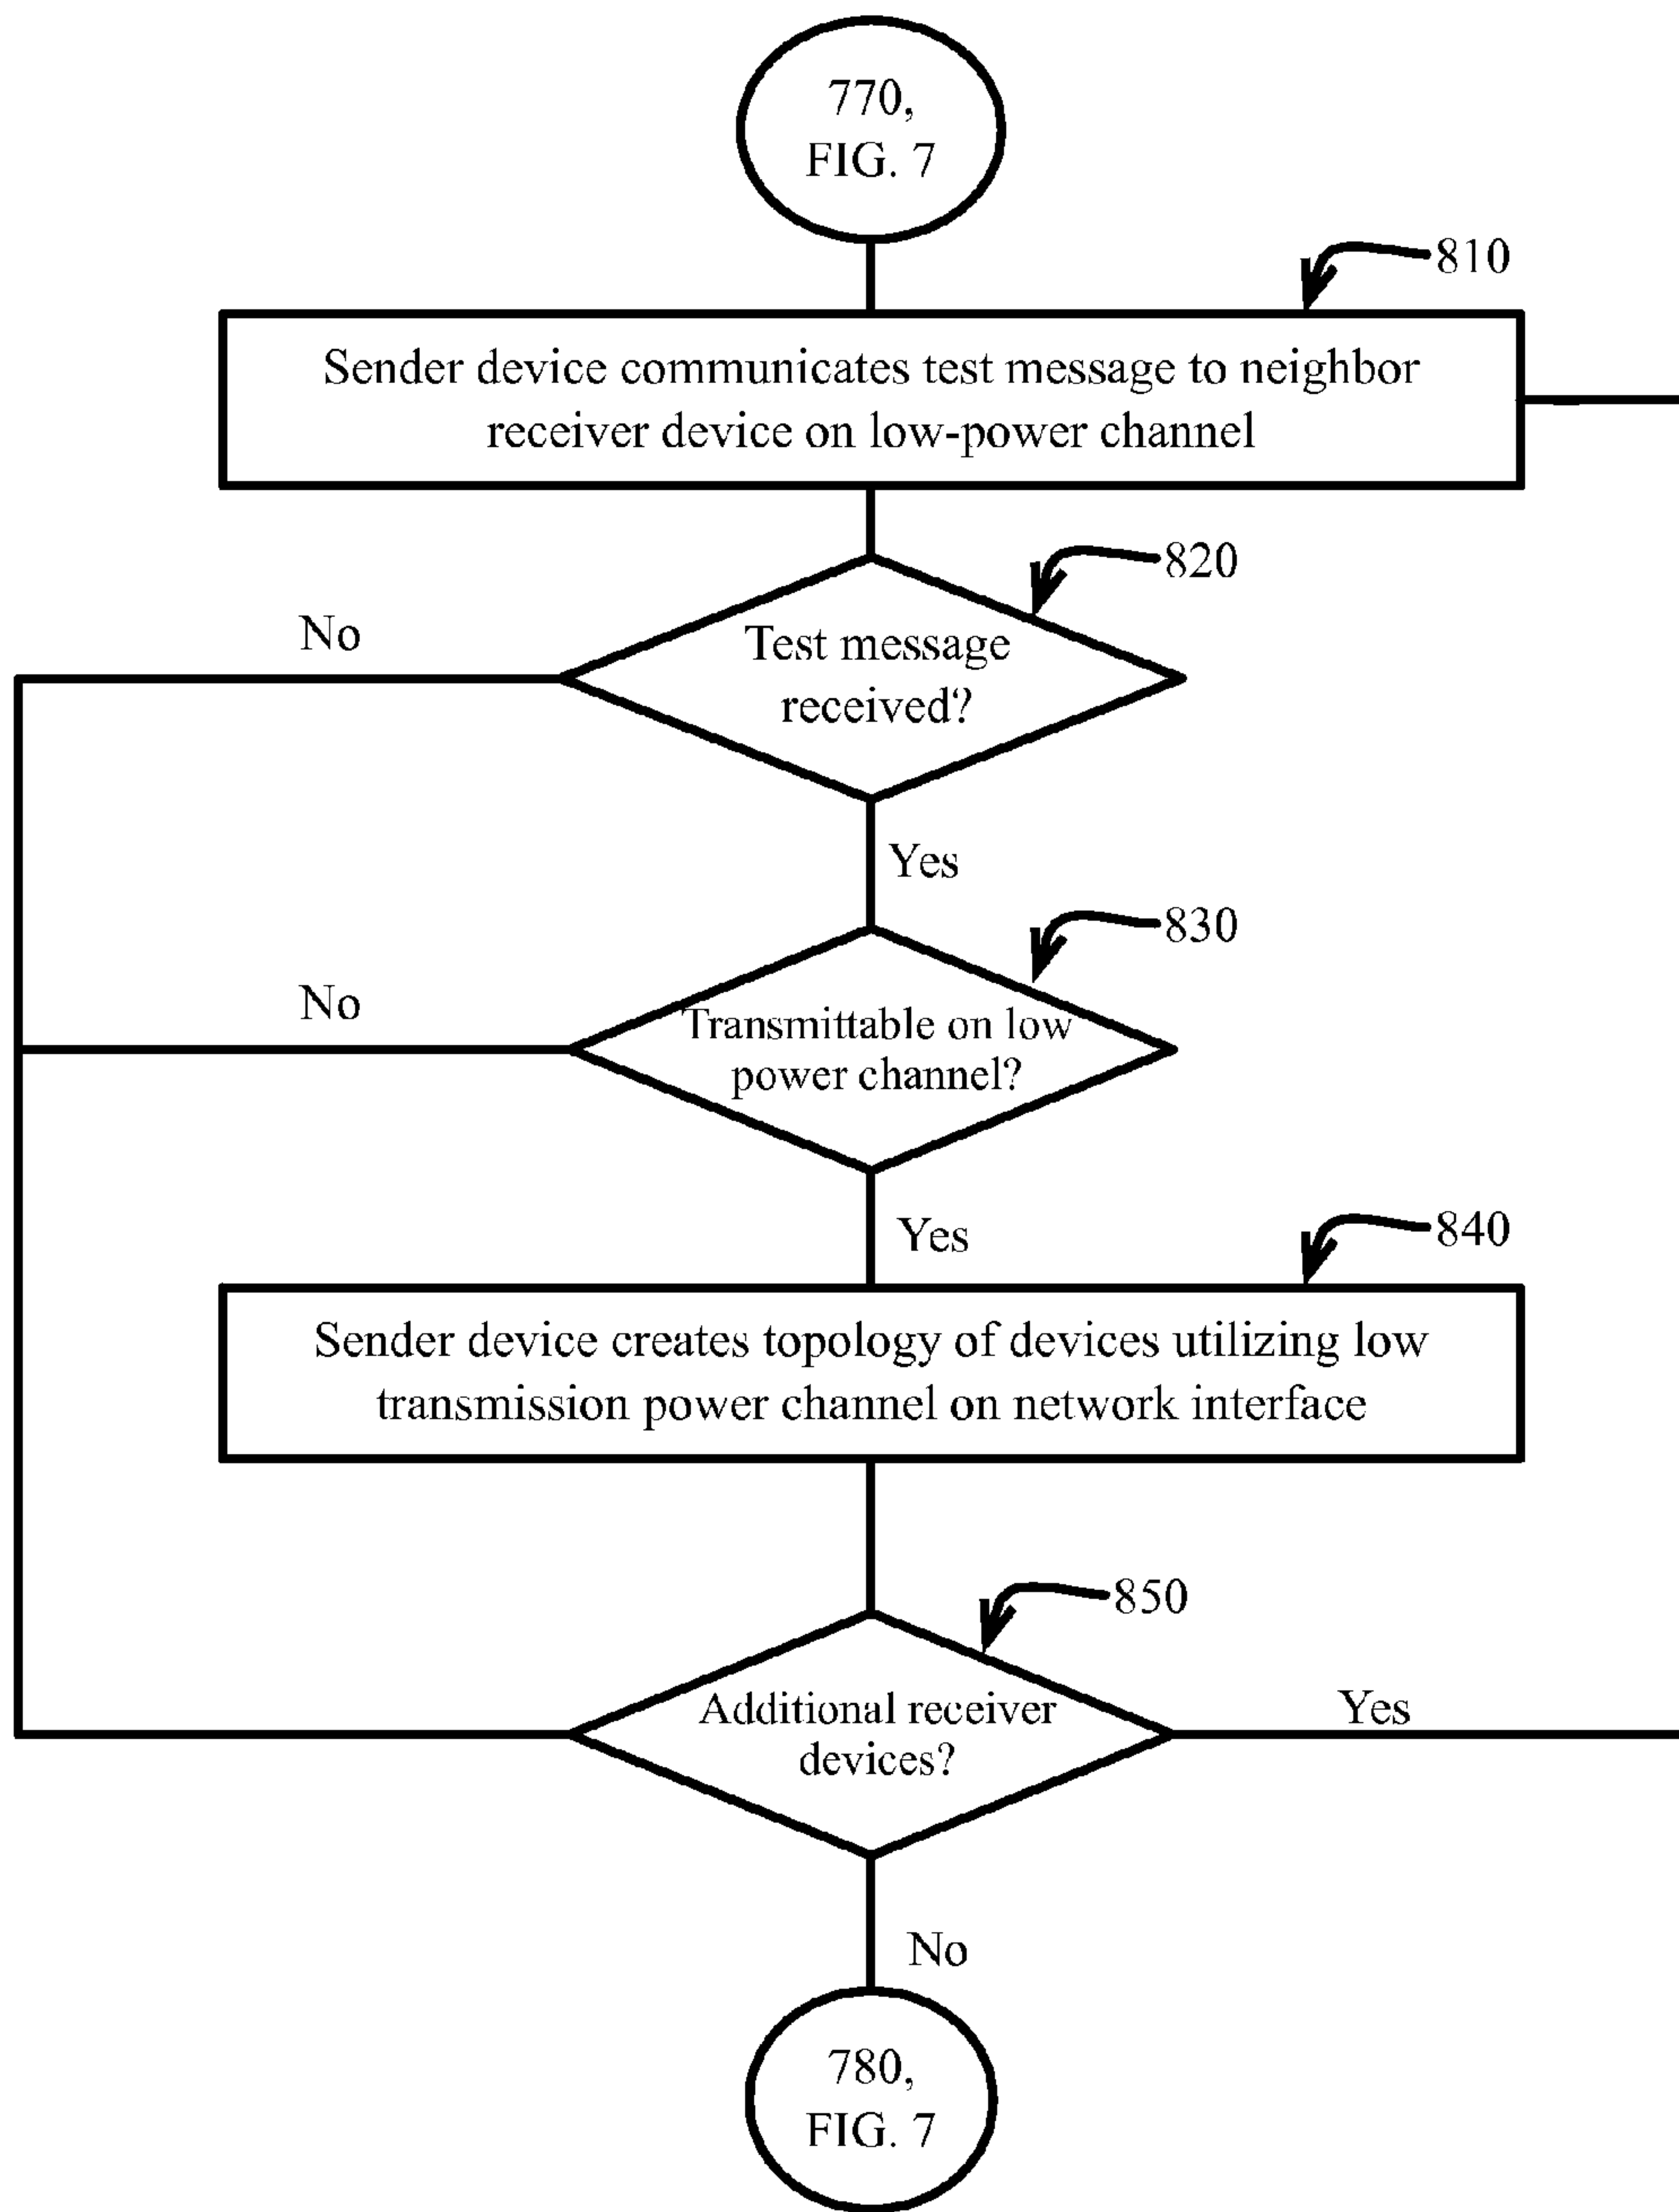 770,
FIG. 7
810
Sender device communicates test message to neighbor
receiver device on low-power channel
820
No
Test message
received?
Yes
830
No
Transmittable on low
power channel?
Yes
840
Sender device creates topology of devices utilizing low
transmission power channel on network interface
850
Additional receiver
devices?
Yes
No
780,
FIG. 7